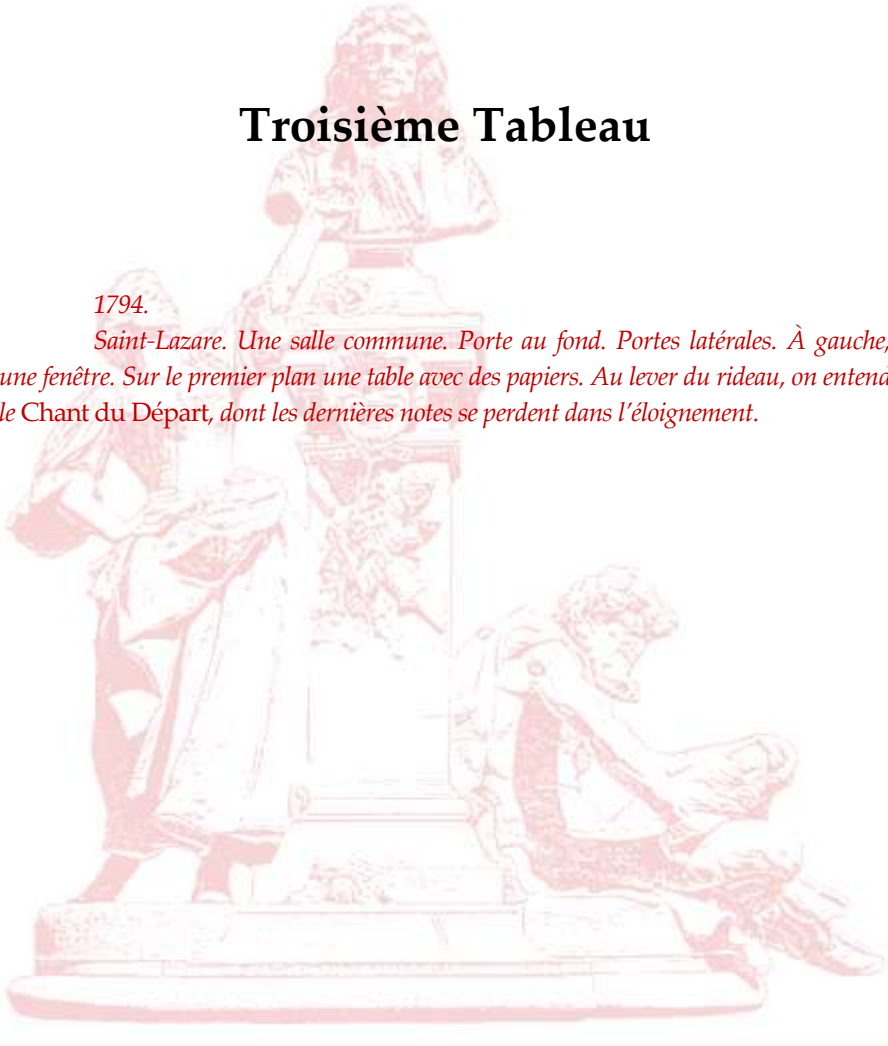 Troisième Tableau
1794.
Saint-Lazare. Une salle commune. Porte au fond. Portes latérales. À gauche,
une fenêtre. Sur le premier plan une table avec des papiers. Au lever du rideau, on entend
le Chant du Départ, dont les dernières notes se perdent dans l’éloignement.